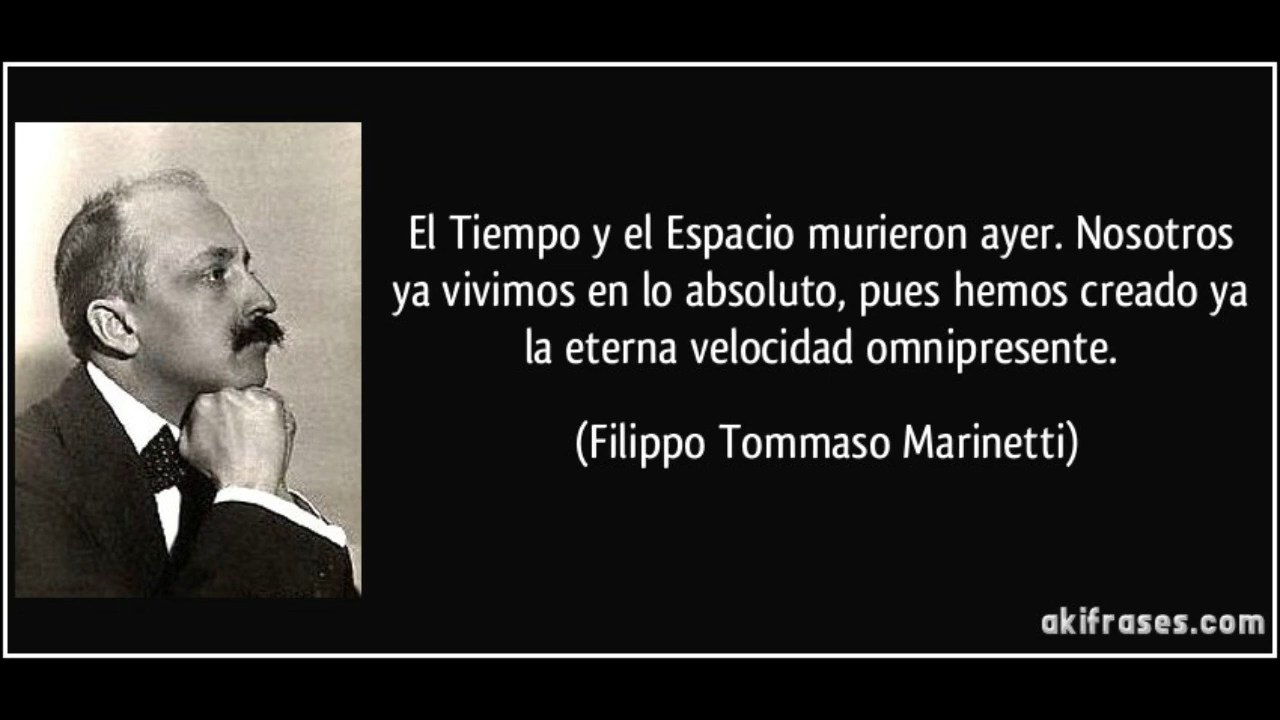 El Tiempo y el Espacio murieron ayer. Nosotros
ya vivimos en lo absoluto, pues hemos creado ya
la eterna velocidad omnipresente.
(Filippo Tommaso Marinetti)
akifrases.com